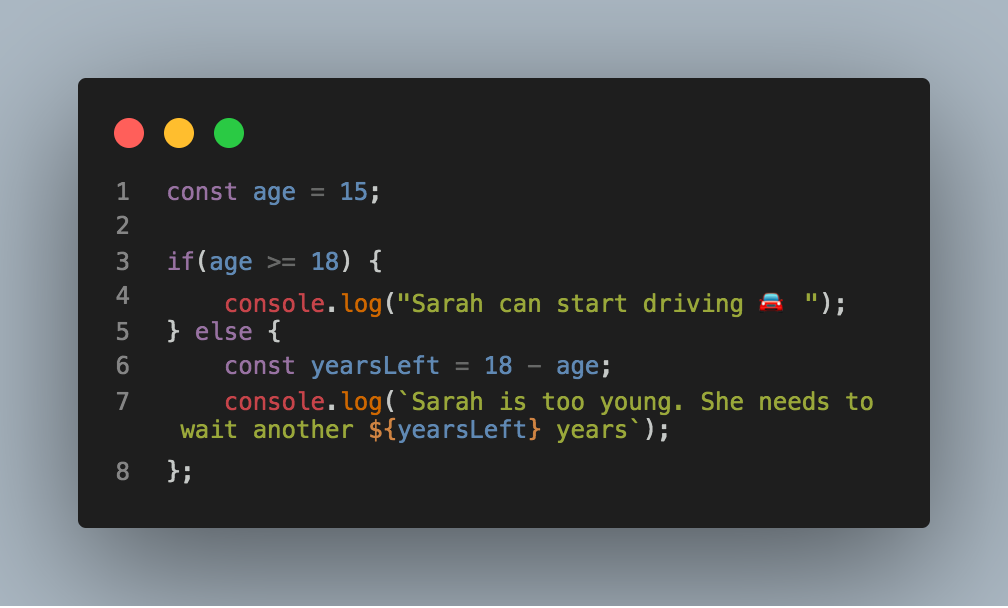 1 const age = 15;
2
3 if(age >= 18) {
4 console.log("Sarah can start driving 🚘 ");
5 } else {
6 const yearsLeft = 18 - age;
7 console.log(`Sarah is too young. She needs to
wait another ${yearsLeft} years`);
8 };